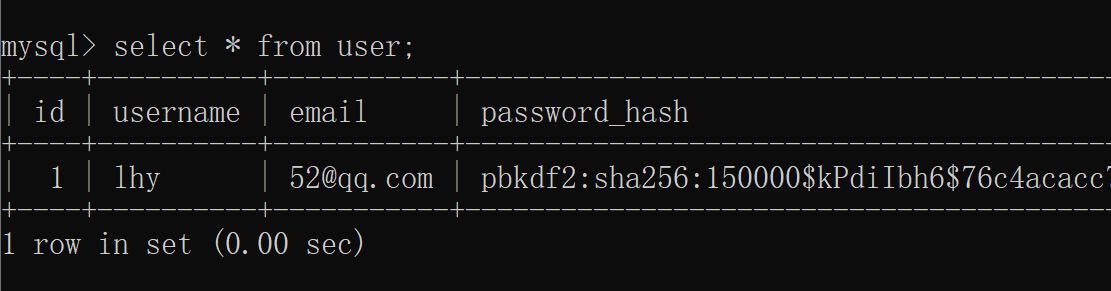 mysql> select * from user;
+----+----------+-----------+----------------------------------------
| id | username | email | password_hash
+----+----------+-----------+----------------------------------------
| 1 | lhy | 52@qq.com | pbkdf2:sha256:150000$kPdiIbh6$76c4acacc
+----+----------+-----------+----------------------------------------
1 row in set (0.00 sec)